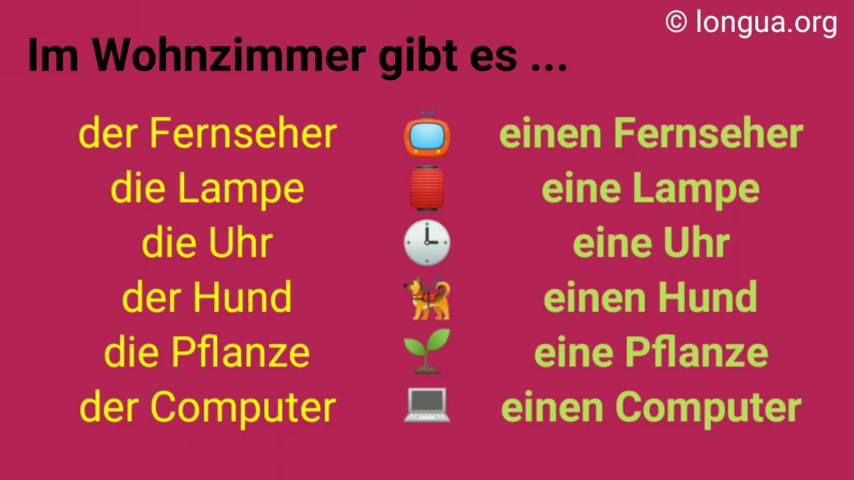 © longua.org
Im Wohnzimmer gibt es ...
der Fernseher einen Fernseher
die Lampe eine Lampe
die Uhr eine Uhr
der Hund einen Hund
die Pflanze eine Pflanze
der Computer einen Computer